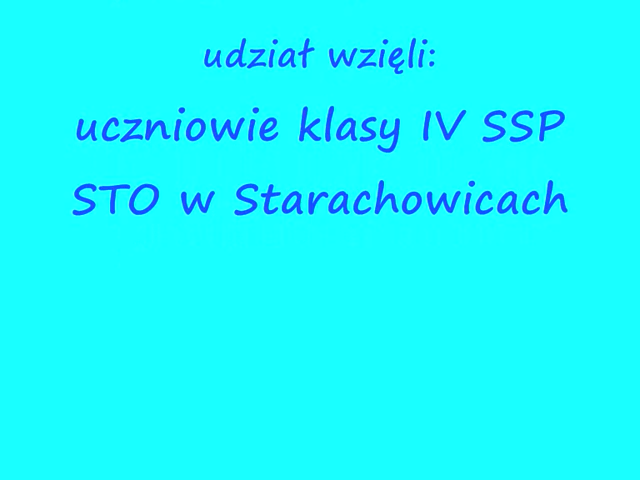 udział wzięli:
uczniowie klasy IV SSP
STO w Starachowicach